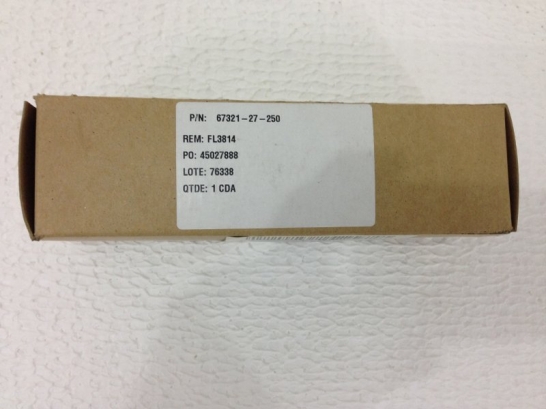 P/N: 67321-27-250
REM: FL3814
PO: 45027888
LOTE: 76338
QTDE: 1 CDA